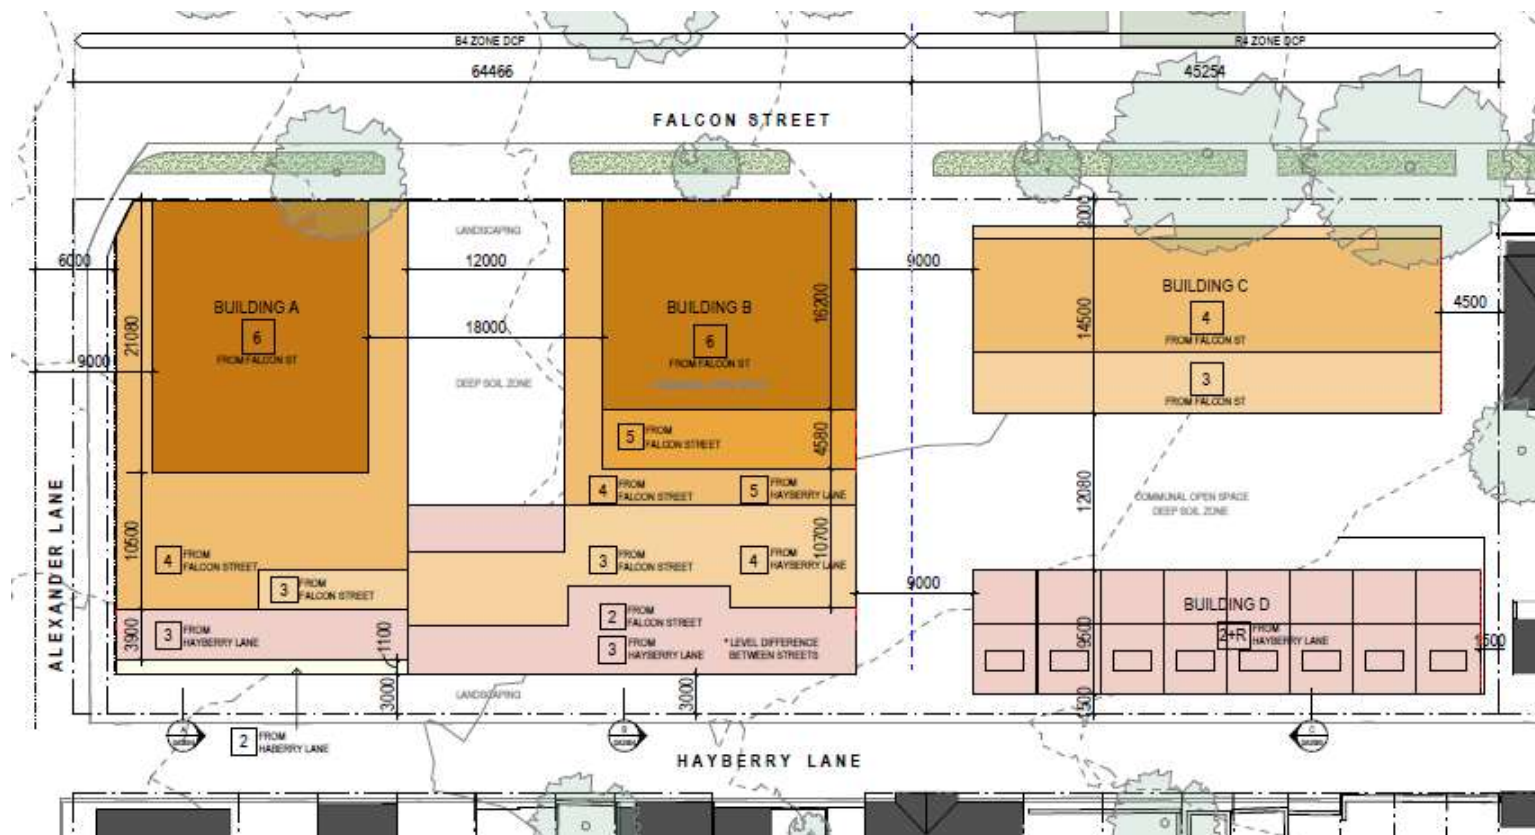 B4 ZONE DCP
R4 ZONE DCP
64466
45254
FALCON STREET
2000
LANDSCAPING
6000
12000
9000
BUILDING A
6
FROM FALCON ST
BUILDING B
6
FROM FALCON ST
BUILDING C
4
FROM FALCON ST
4500
21080
18000
16200
14500
9000
DEEP SOIL ZONE
3
FROM FALCON ST
5
FROM
FALCON STREET
4580
4
FROM
FALCON STREET
5
FROM
HAYBERRY LANE
12080
COMMUNAL OPEN SPACE
DEEP SOIL ZONE
ALEXANDER LANE
10500
4
FROM
FALCON STREET
3
FROM
FALCON STREET
3
FROM
FALCON STREET
4
FROM
HAYBERRY LANE
10700
9000
3900
3
FROM
HAYBERRY LANE
1100
2
FROM
FALCON STREET
3
FROM
HAYBERRY LANE
* LEVEL DIFFERENCE
BETWEEN STREETS
BUILDING D
2+R
FROM
HAYBERRY LANE
9500
1500
3000
LANDSCAPING
3000
1500
A
B
C
2
FROM
HABERRY LANE
HAYBERRY LANE